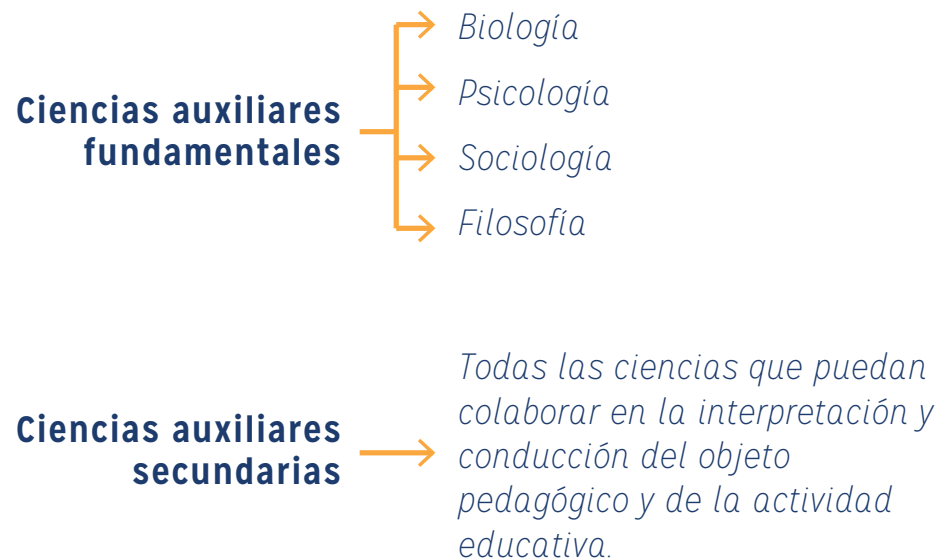 Ciencias auxiliares
fundamentales
Biología
Psicología
Sociología
Filosofía
Ciencias auxiliares
secundarias
Todas las ciencias que puedan
colaborar en la interpretación y
conducción del objeto
pedagógico y de la actividad
educativa.